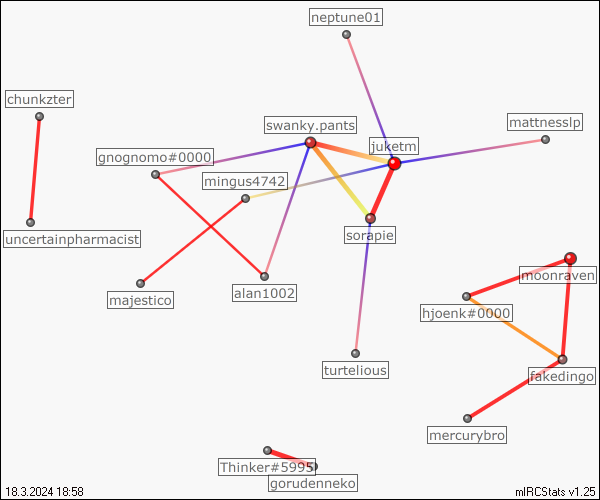 neptune01
chunkzter
swanky.pants
mattnesslp
juketm
gnognomo#0000
mingus4742
uncertainpharmacist
sorapie
moonraven
majestico
alan1002
hjoenk#0000
turtelious
fakedingo
mercurybro
Thinker#5995
gorudenneko
18.3.2024 18:58
mIRCStats v1.25